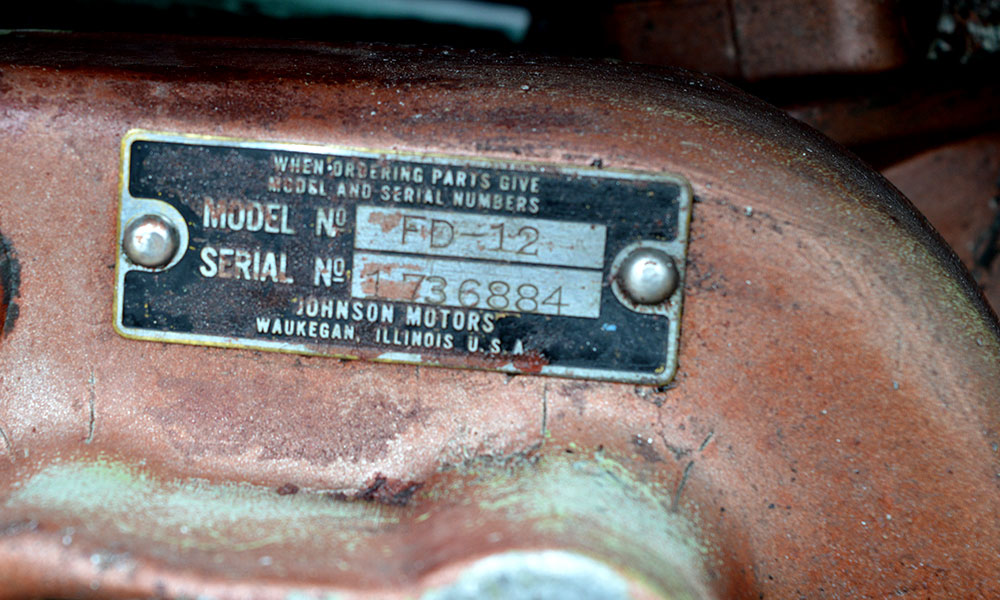 WHEN ORDERING PARTS GIVE
MODEL AND SERIAL NUMBERS
MODEL Nº FD-12
SERIAL Nº 1736884
JOHNSON MOTORS
WAUKEGAN, ILLINOIS U.S.A.